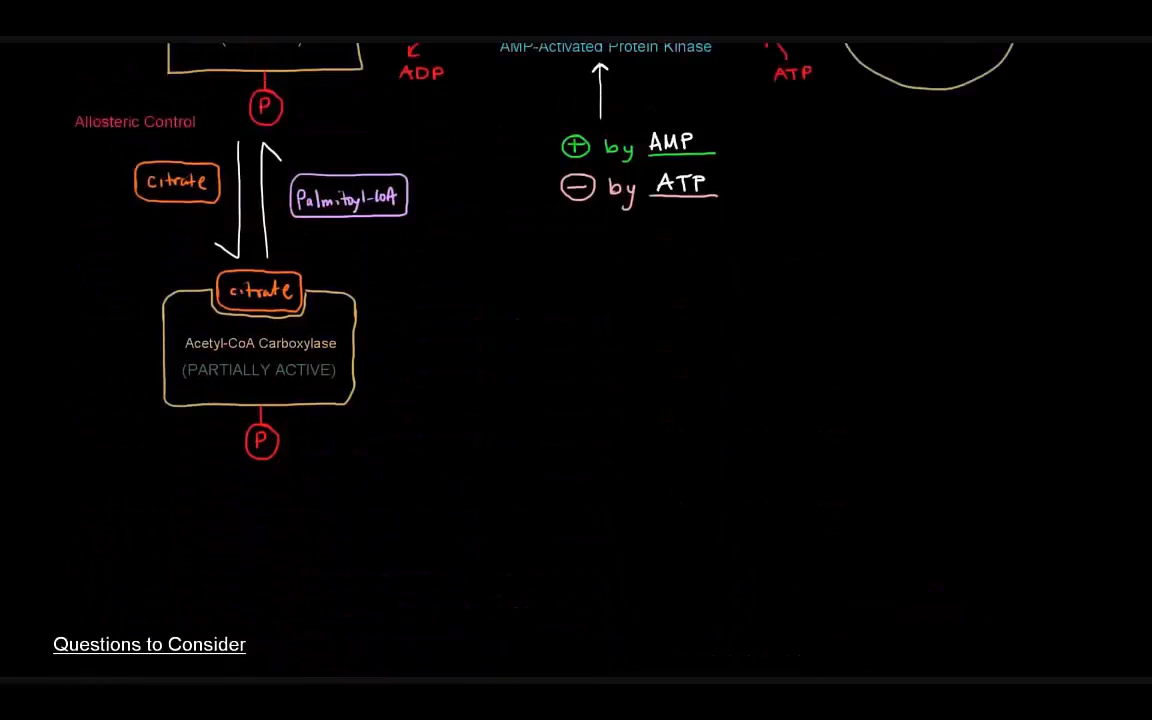 AMP-Activated Protein Kinase
ADP
ATP
P
Allosteric Control
+ by AMP
Citrate
Palmitoyl-CoA
− by ATP
citrate
Acetyl-CoA Carboxylase
(PARTIALLY ACTIVE)
P
Questions to Consider